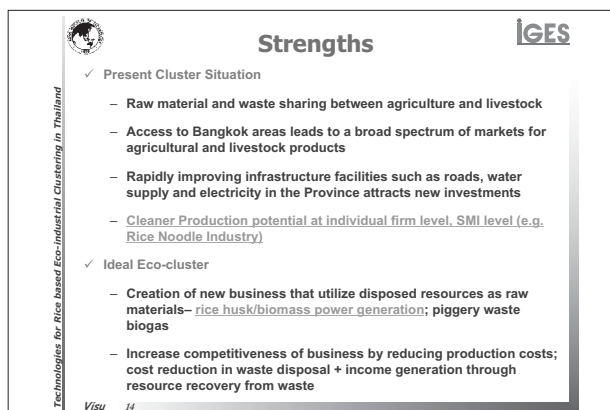 Strengths
IGES
✓ Present Cluster Situation
– Raw material and waste sharing between agriculture and livestock
– Access to Bangkok areas leads to a broad spectrum of markets for
agricultural and livestock products
– Rapidly improving infrastructure facilities such as roads, water
supply and electricity in the Province attracts new investments
– Cleaner Production potential at individual firm level, SMI level (e.g.
Rice Noodle Industry)
✓ Ideal Eco-cluster
– Creation of new business that utilize disposed resources as raw
materials– rice husk/biomass power generation; piggery waste
biogas
– Increase competitiveness of business by reducing production costs;
cost reduction in waste disposal + income generation through
resource recovery from waste
Technologies for Rice based Eco-industrial Clustering in Thailand
Visu 14